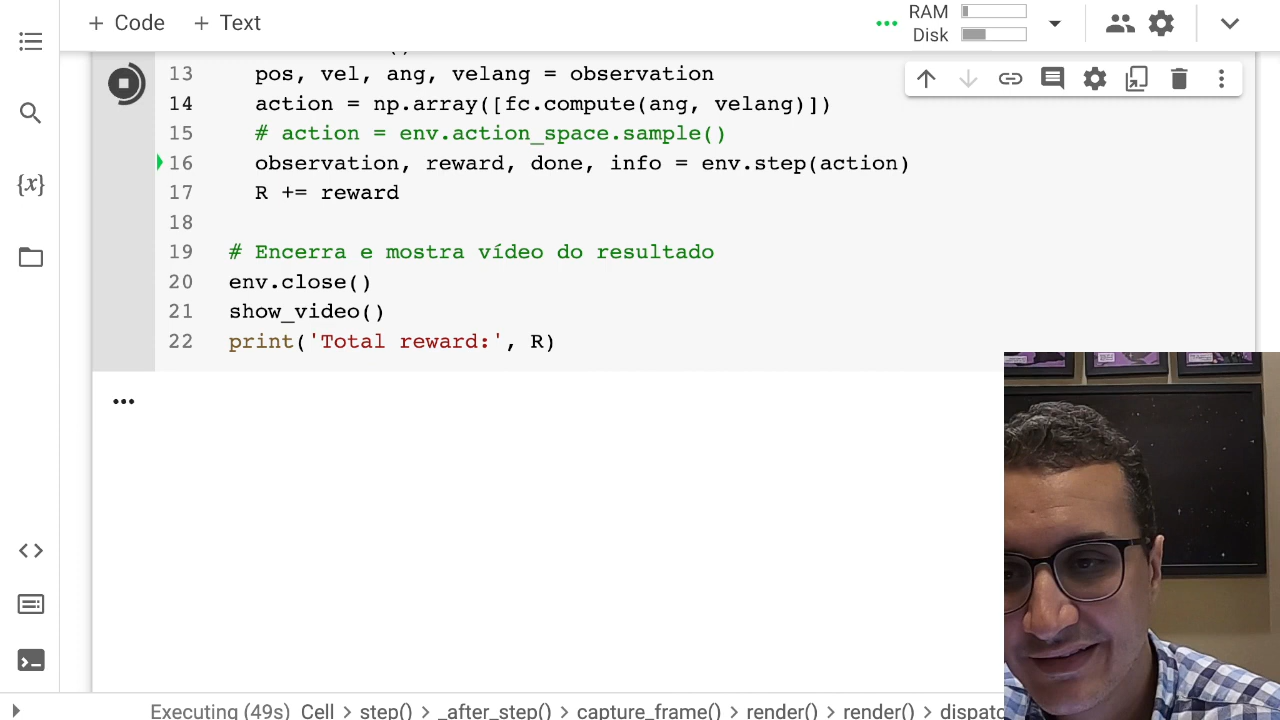 + Code + Text
RAM
Disk
{x}
13 pos, vel, ang, velang = observation
14 action = np.array([fc.compute(ang, velang)])
15 # action = env.action_space.sample()
16 observation, reward, done, info = env.step(action)
17 R += reward
18
19 # Encerra e mostra vídeo do resultado
20 env.close()
21 show_video()
22 print('Total reward:', R)
•••
Executing (49s) Cell > step() > _after_step() > capture_frame() > render() > render() > dispatc